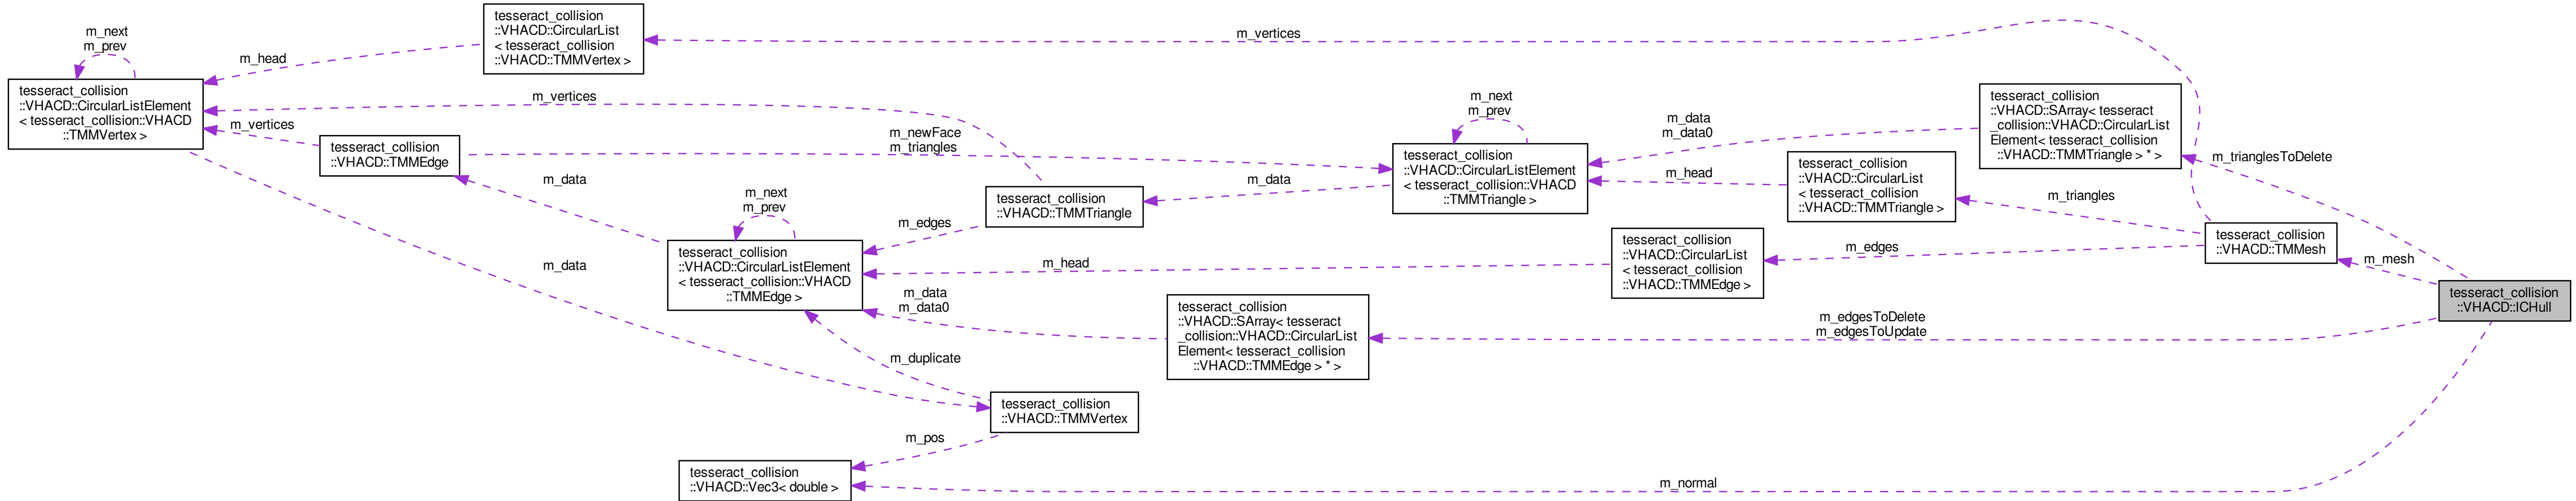 tesseract_collision
::VHACD::CircularList
< tesseract_collision
::VHACD::TMMVertex >
m_vertices
m_next
m_prev
m_head
tesseract_collision
::VHACD::CircularListElement
< tesseract_collision::VHACD
::TMMVertex >
m_vertices
m_vertices
tesseract_collision
::VHACD::TMMEdge
m_newFace
m_triangles
m_next
m_prev
tesseract_collision
::VHACD::CircularListElement
< tesseract_collision::VHACD
::TMMTriangle >
m_data
m_data0
tesseract_collision
::VHACD::SArray< tesseract
_collision::VHACD::CircularList
Element< tesseract_collision
::VHACD::TMMTriangle > * >
m_trianglesToDelete
m_data
m_next
m_prev
tesseract_collision
::VHACD::TMMTriangle
m_data
m_head
tesseract_collision
::VHACD::CircularList
< tesseract_collision
::VHACD::TMMTriangle >
m_triangles
m_edges
tesseract_collision
::VHACD::CircularListElement
< tesseract_collision::VHACD
::TMMEdge >
m_head
tesseract_collision
::VHACD::CircularList
< tesseract_collision
::VHACD::TMMEdge >
m_edges
tesseract_collision
::VHACD::TMMesh
m_mesh
tesseract_collision
::VHACD::ICHull
m_data
m_data
m_data0
tesseract_collision
::VHACD::SArray< tesseract
_collision::VHACD::CircularList
Element< tesseract_collision
::VHACD::TMMEdge > * >
m_edgesToDelete
m_edgesToUpdate
m_duplicate
tesseract_collision
::VHACD::TMMVertex
m_pos
tesseract_collision
::VHACD::Vec3< double >
m_normal